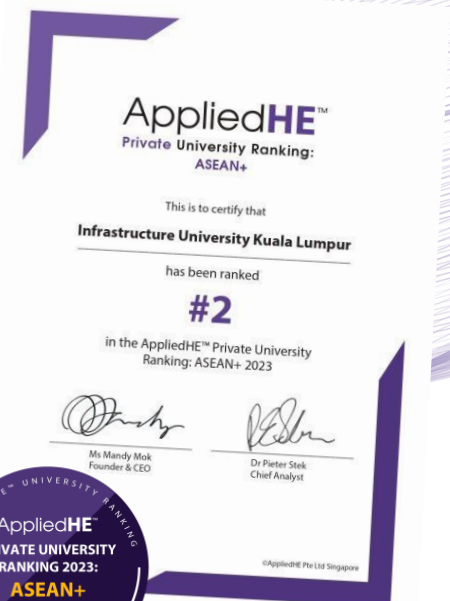 AppliedHE™
Private University Ranking:
ASEAN+
This is to certify that
Infrastructure University Kuala Lumpur
has been ranked
#2
in the AppliedHE™ Private University
Ranking: ASEAN+ 2023
Ms Mandy Mok
Founder & CEO
Dr Pieter Stek
Chief Analyst
UNIVERSITY RANKING
AppliedHE™
RANKING 2023:
ASEAN+
©AppliedHE Pte Ltd Singapore